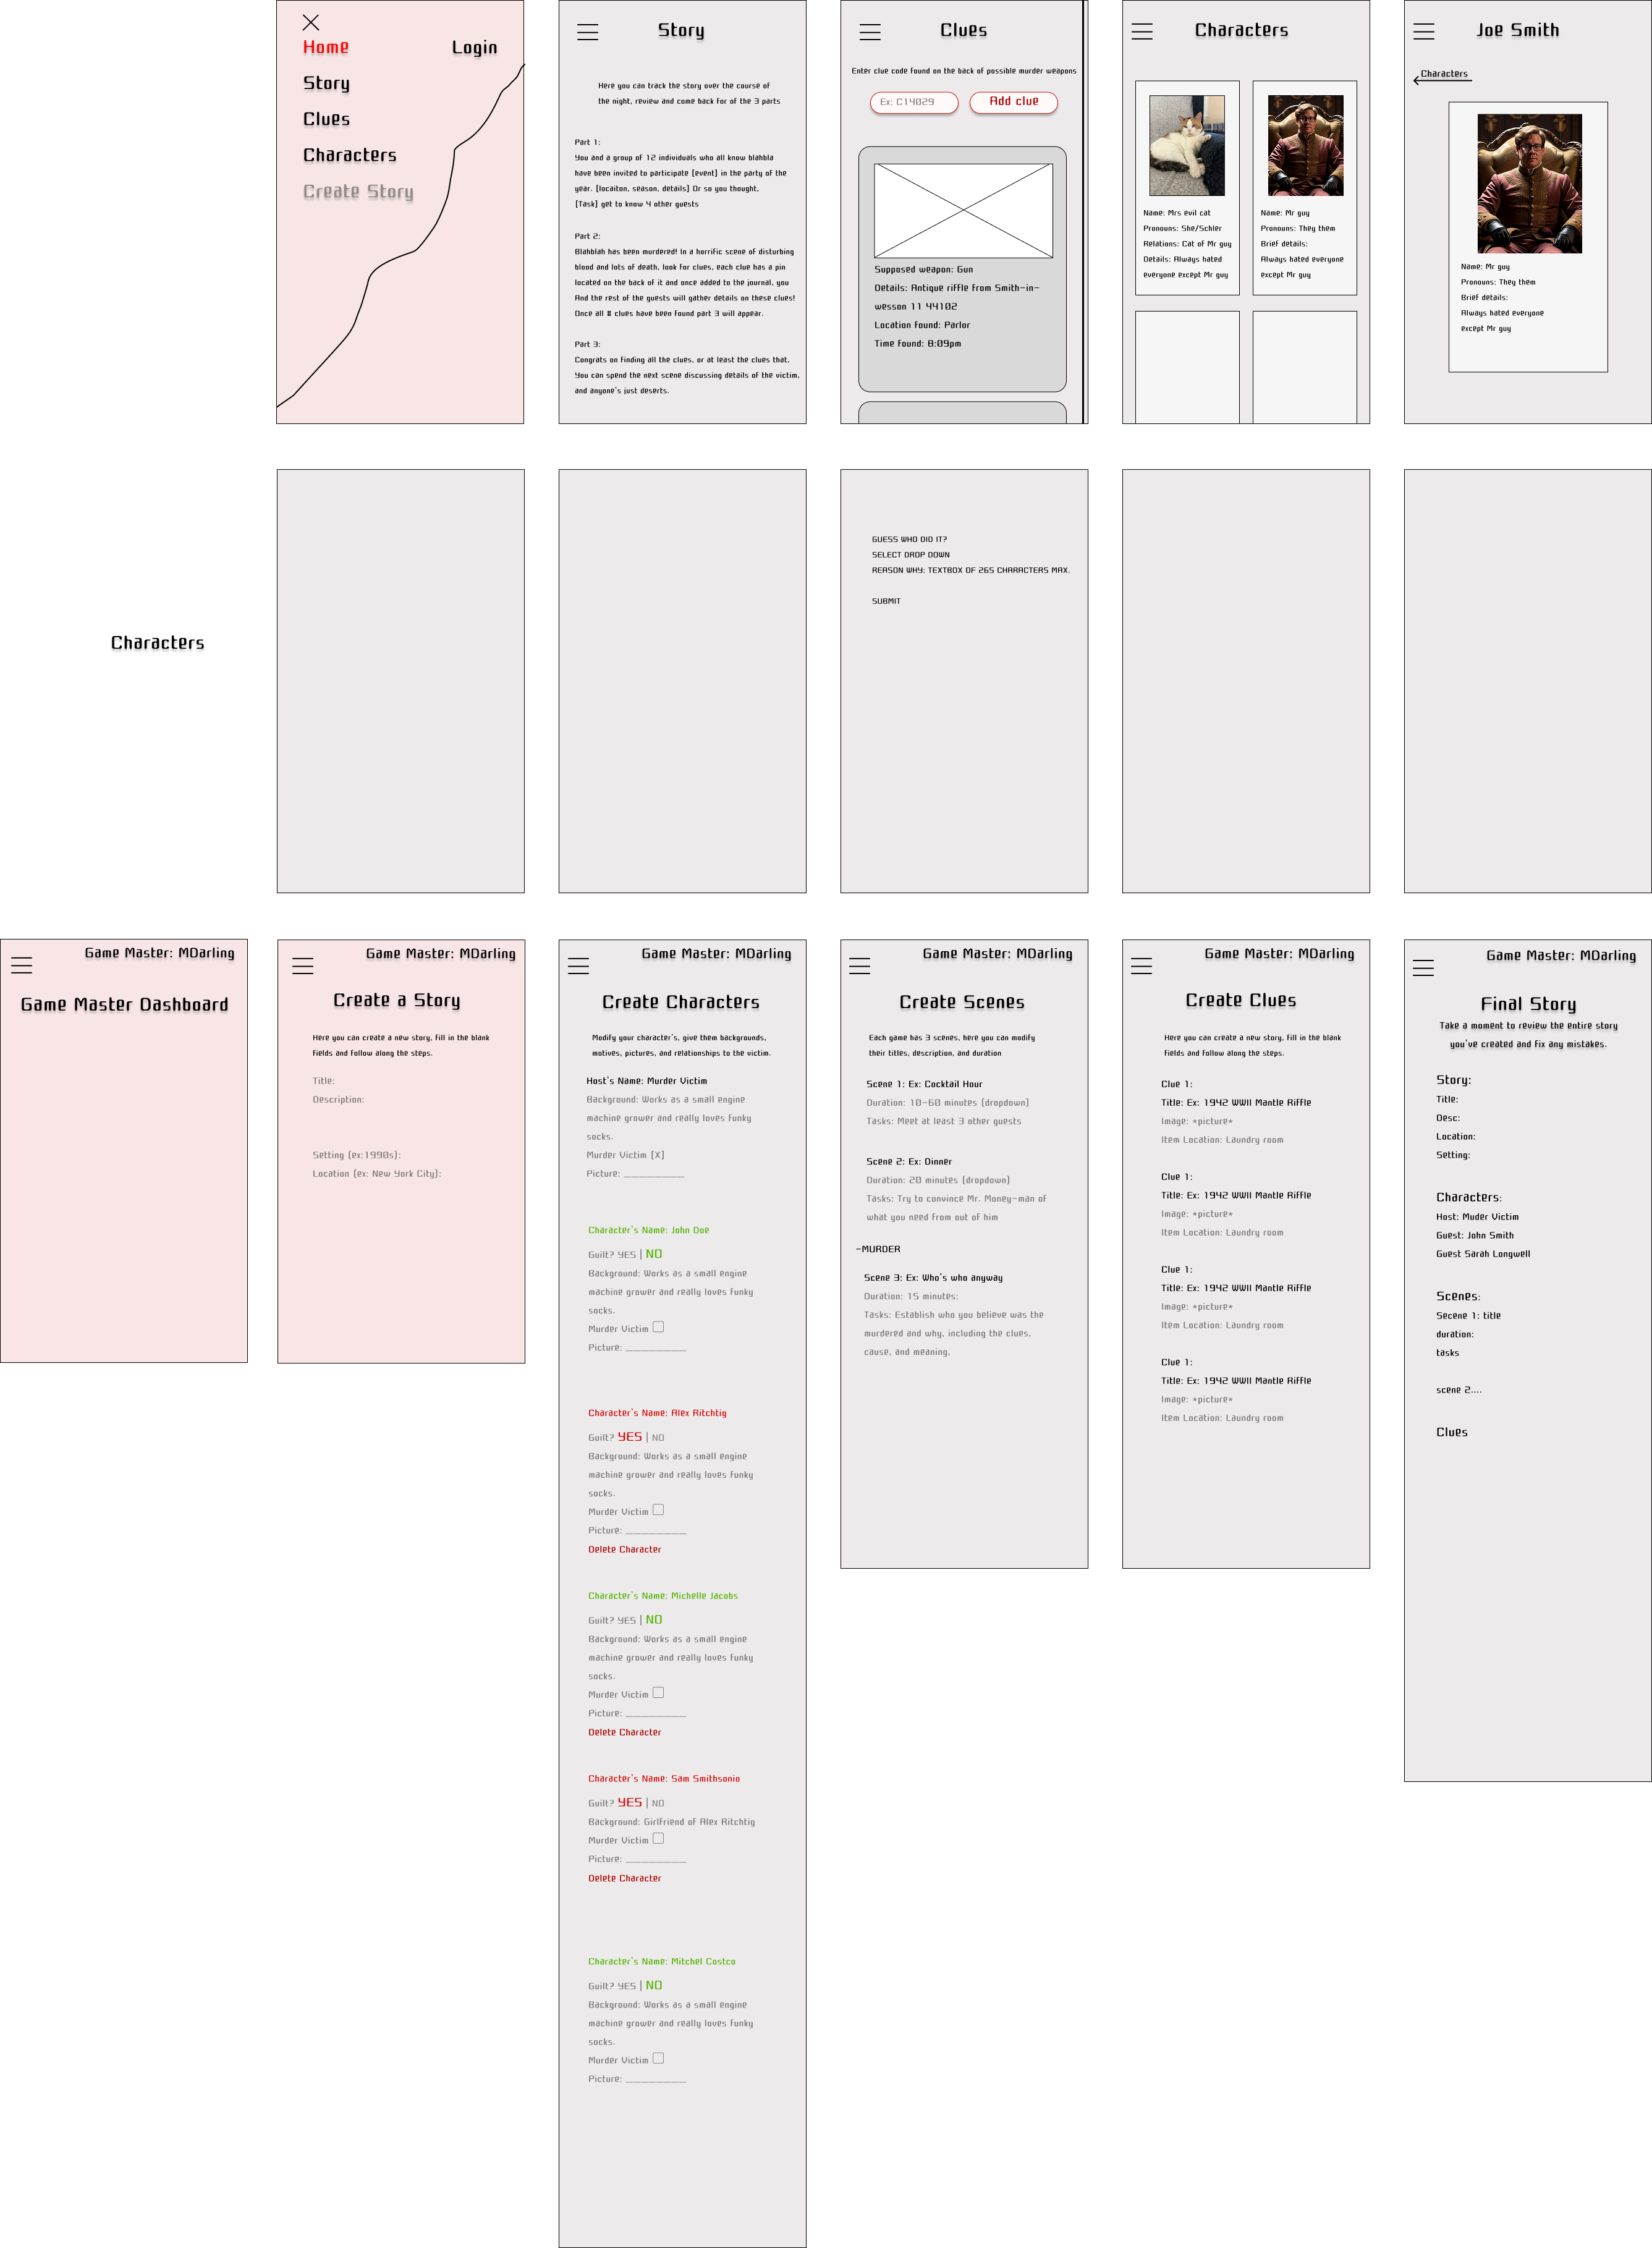 Home
Login
Story
Clues
Characters
Create Story
Story
Here you can track the story over the course of
the night, review and come back for of the 3 parts
Part 1:
You and a group of 12 individuals who all know blahbla
have been invited to participate [event] in the party of the
year. [locaiton, season, details] Or so you thought,
[Task] get to know 4 other guests
Part 2:
Blahblah has been murdered! In a horrific scene of disturbing
blood and lots of death, look for clues, each clue has a pin
located on the back of it and once added to the journal, you
And the rest of the guests will gather details on these clues!
Once all # clues have been found part 3 will appear.
Part 3:
Congrats on finding all the clues, or at least the clues that,
You can spend the next scene discussing details of the victim,
and anyone's just deserts.
Clues
Enter clue code found on the back of possible murder weapons
Ex: C14029
Add clue
Supposed weapon: Gun
Details: Antique riffle from Smith-in-
wesson 11 44102
Location found: Parlor
Time found: 8:09pm
Characters
Name: Mrs evil cat
Pronouns: She/Schler
Relations: Cat of Mr guy
Details: Always hated
everyone except Mr guy
Name: Mr guy
Pronouns: They them
Brief details:
Always hated everyone
except Mr guy
Joe Smith
Characters
Name: Mr guy
Pronouns: They them
Brief details:
Always hated everyone
except Mr guy
Characters
GUESS WHO DID IT?
SELECT DROP DOWN
REASON WHY: TEXTBOX OF 265 CHARACTERS MAX.
SUBMIT
Game Master: MDarling
Game Master Dashboard
Game Master: MDarling
Create a Story
Here you can create a new story, fill in the blank
fields and follow along the steps.
Title:
Description:
Setting (ex:1990s):
Location (ex: New York City):
Game Master: MDarling
Create Characters
Modify your character's, give them backgrounds,
motives, pictures, and relationships to the victim.
Host's Name: Murder Victim
Background: Works as a small engine
machine grower and really loves funky
socks.
Murder Victim [X]
Picture: ___________
Character's Name: John Doe
Guilt? YES | NO
Background: Works as a small engine
machine grower and really loves funky
socks.
Murder Victim
Picture: ___________
Character's Name: Alex Ritchtig
Guilt? YES | NO
Background: Works as a small engine
machine grower and really loves funky
socks.
Murder Victim
Picture: ___________
Delete Character
Character's Name: Michelle Jacobs
Guilt? YES | NO
Background: Works as a small engine
machine grower and really loves funky
socks.
Murder Victim
Picture: ___________
Delete Character
Character's Name: Sam Smithsonio
Guilt? YES | NO
Background: Girlfriend of Alex Ritchtig
Murder Victim
Picture: ___________
Delete Character
Character's Name: Mitchel Costco
Guilt? YES | NO
Background: Works as a small engine
machine grower and really loves funky
socks.
Murder Victim
Picture: ___________
Game Master: MDarling
Create Scenes
Each game has 3 scenes, here you can modify
their titles, description, and duration
Scene 1: Ex: Cocktail Hour
Duration: 10-60 minutes (dropdown)
Tasks: Meet at least 3 other guests
Scene 2: Ex: Dinner
Duration: 20 minutes (dropdown)
Tasks: Try to convince Mr. Money-man of
what you need from out of him
-MURDER
Scene 3: Ex: Who's who anyway
Duration: 15 minutes:
Tasks: Establish who you believe was the
murdered and why, including the clues,
cause, and meaning,
Game Master: MDarling
Create Clues
Here you can create a new story, fill in the blank
fields and follow along the steps.
Clue 1:
Title: Ex: 1942 WWII Mantle Riffle
Image: *picture*
Item Location: Laundry room
Clue 1:
Title: Ex: 1942 WWII Mantle Riffle
Image: *picture*
Item Location: Laundry room
Clue 1:
Title: Ex: 1942 WWII Mantle Riffle
Image: *picture*
Item Location: Laundry room
Clue 1:
Title: Ex: 1942 WWII Mantle Riffle
Image: *picture*
Item Location: Laundry room
Game Master: MDarling
Final Story
Take a moment to review the entire story
you've created and fix any mistakes.
Story:
Title:
Desc:
Location:
Setting:
Characters:
Host: Muder Victim
Guest: John Smith
Guest Sarah Longwell
Scenes:
Secene 1: title
duration:
tasks
scene 2....
Clues